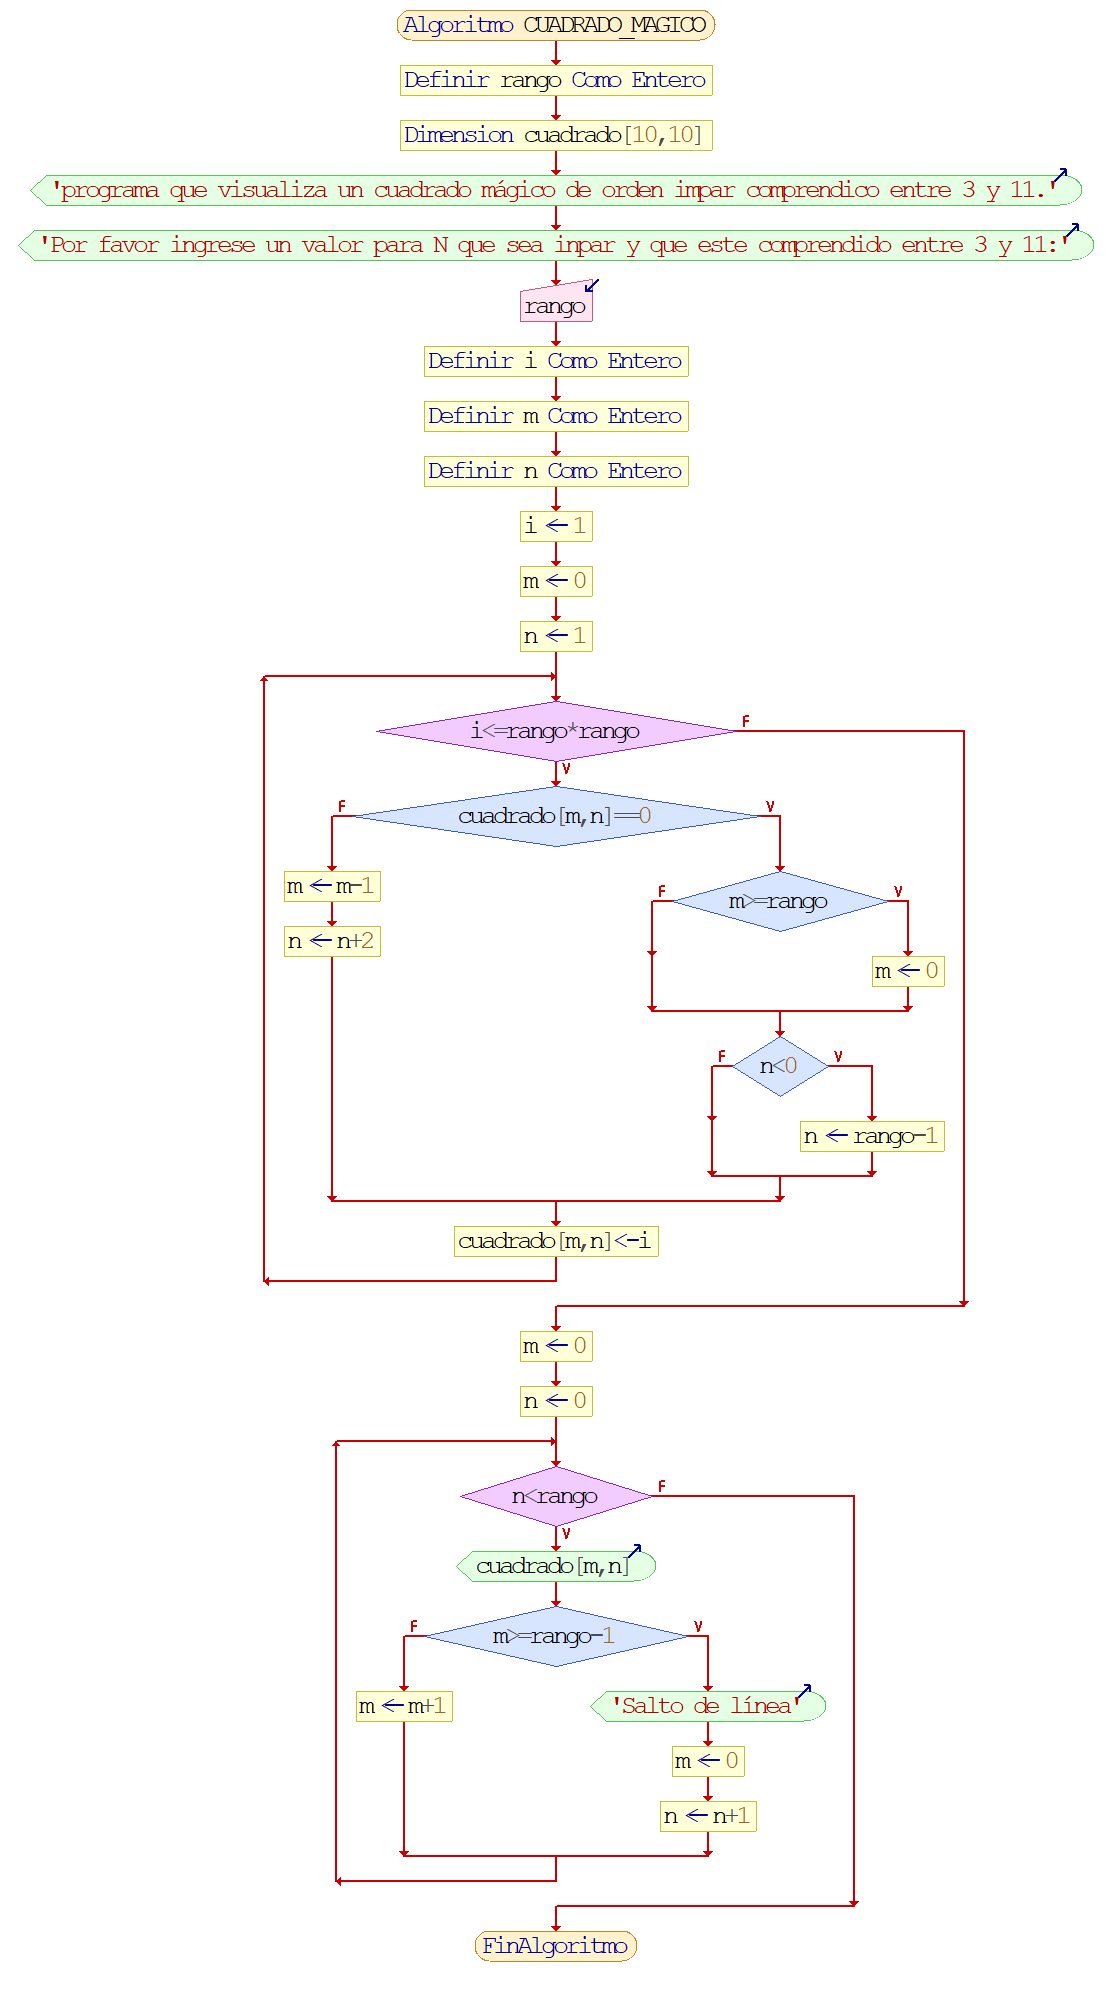 Algoritmo CUADRADO_MAGICO
Definir rango Como Entero
Dimension cuadrado[10,10]
'programa que visualiza un cuadrado mágico de orden impar comprendico entre 3 y 11.'
'Por favor ingrese un valor para N que sea inpar y que este comprendido entre 3 y 11:'
rango
Definir i Como Entero
Definir m Como Entero
Definir n Como Entero
i ← 1
m ← 0
n ← 1
i<=rango*rango
F
V
cuadrado[m,n]==0
F
V
m ← m-1
n ← n+2
m>=rango
F
V
m ← 0
n<0
F
V
n ← rango-1
cuadrado[m,n]<-i
m ← 0
n ← 0
n<rango
F
V
cuadrado[m,n]
m>=rango-1
F
V
m ← m+1
'Salto de línea'
m ← 0
n ← n+1
FinAlgoritmo